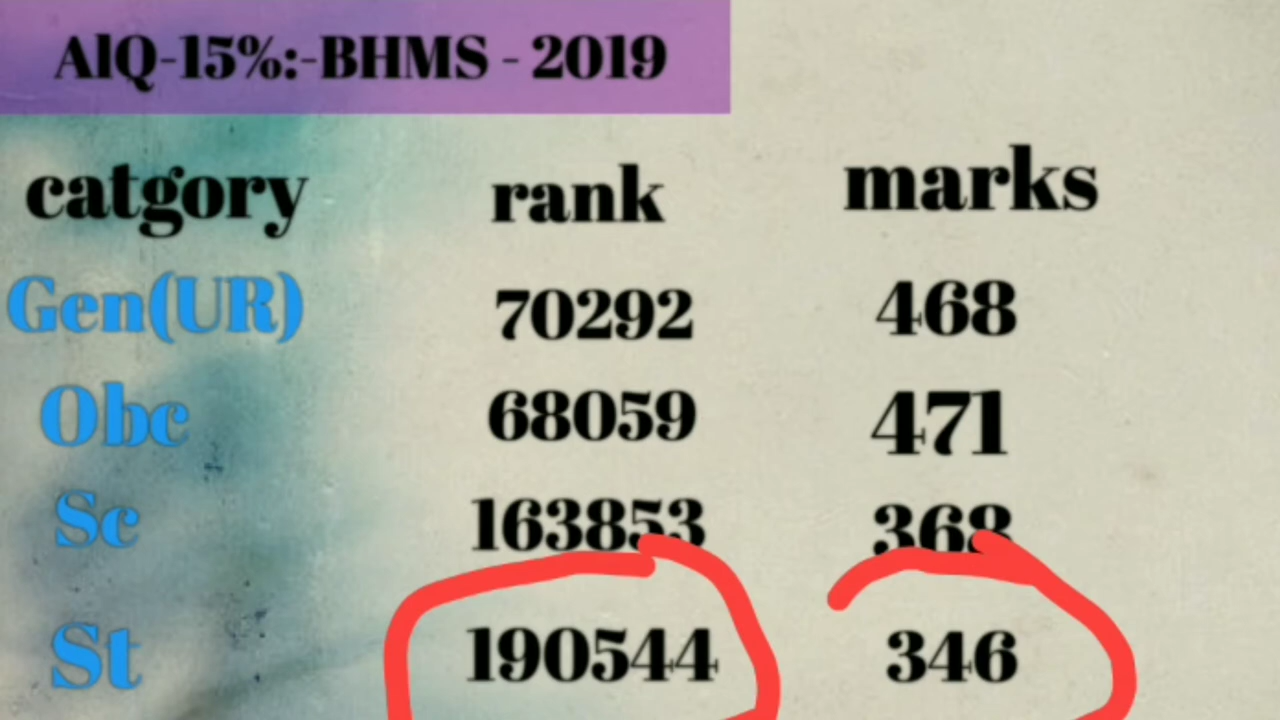 AlQ-15%:-BHMS - 2019
catgory rank marks
Gen(UR) 70292 468
Obc 68059 471
Sc 163853 368
St 190544 346